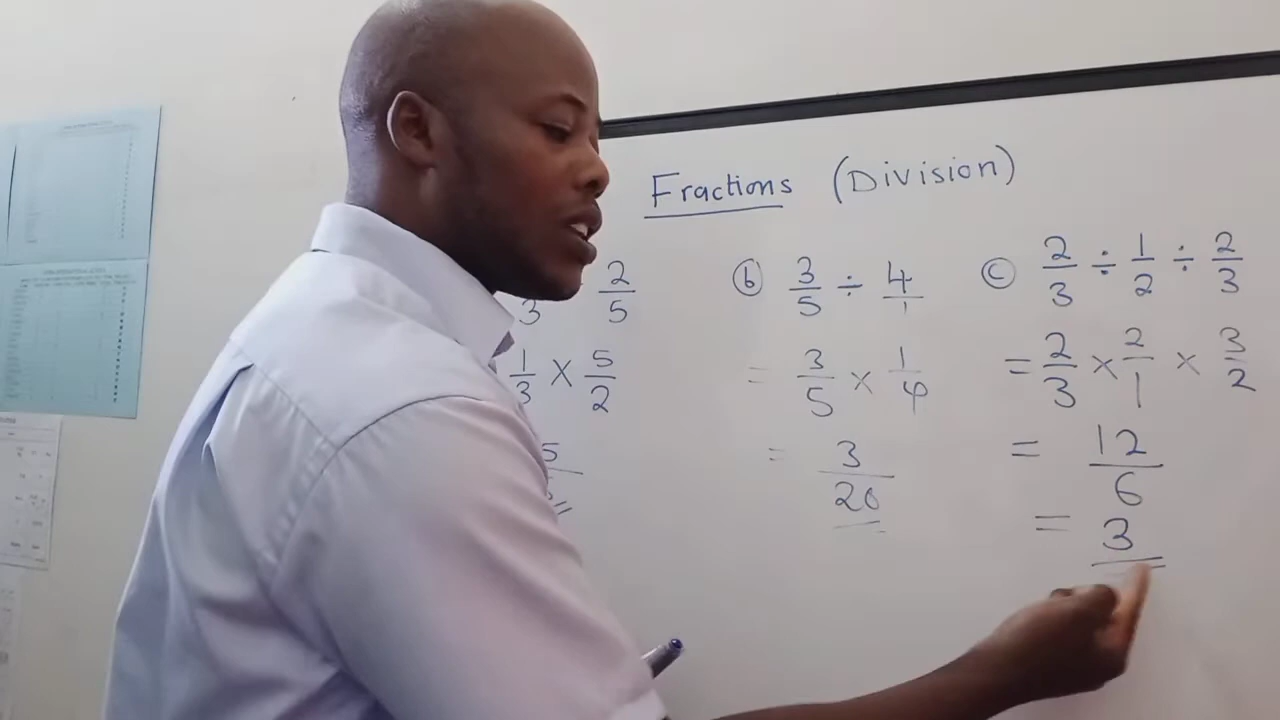 Fractions (Division)
3 2/5
1/3 × 5/2
5
=
(b) 3/5 ÷ 4/1
= 3/5 × 1/4
= 3/20
(c) 2/3 ÷ 1/2 ÷ 2/3
= 2/3 × 2/1 × 3/2
= 12/6
= 3